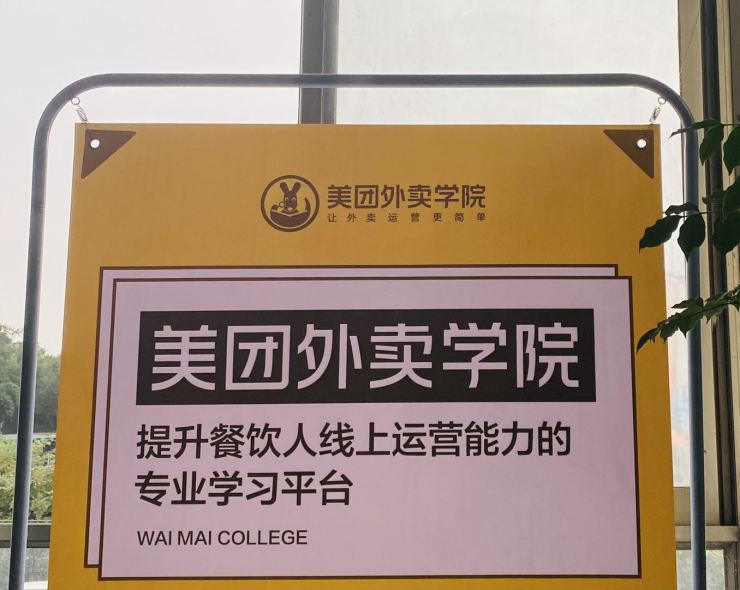 美团外卖学院
让外卖运营更简单
美团外卖学院
提升餐饮人线上运营能力的
专业学习平台
WAI MAI COLLEGE